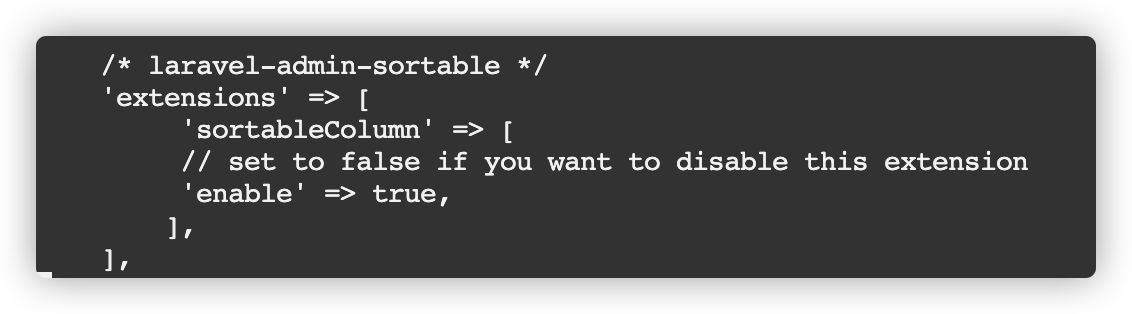 /* laravel-admin-sortable */
'extensions' => [
'sortableColumn' => [
// set to false if you want to disable this extension
'enable' => true,
],
],